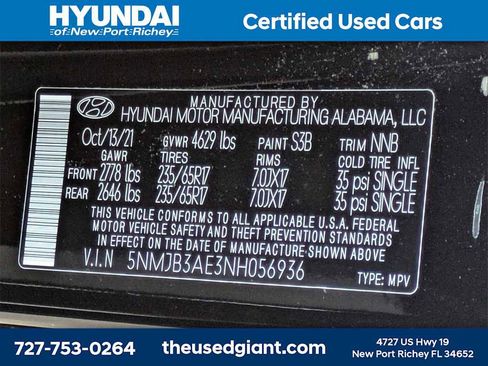 HYUNDAI
of New Port Richey
Certified Used Cars
MANUFACTURED BY
HYUNDAI MOTOR MANUFACTURING ALABAMA, LLC
Oct/13/21 GVWR 4629 lbs PAINT S3B TRIM NNB
GAWR TIRES RIMS COLD TIRE INFL
FRONT 2778 lbs 235/65R17 7.0JX17 35 psi SINGLE
REAR 2646 lbs 235/65R17 7.0JX17 35 psi SINGLE
THIS VEHICLE CONFORMS TO ALL APPLICABLE U.S.A. FEDERAL
MOTOR VEHICLE SAFETY AND THEFT PREVENTION STANDARDS
IN EFFECT ON THE DATE OF MANUFACTURE SHOWN ABOVE.
V.I.N 5NMJB3AE3NH056936 TYPE: MPV
727-753-0264
theusedgiant.com
4727 US Hwy 19
New Port Richey FL 34652